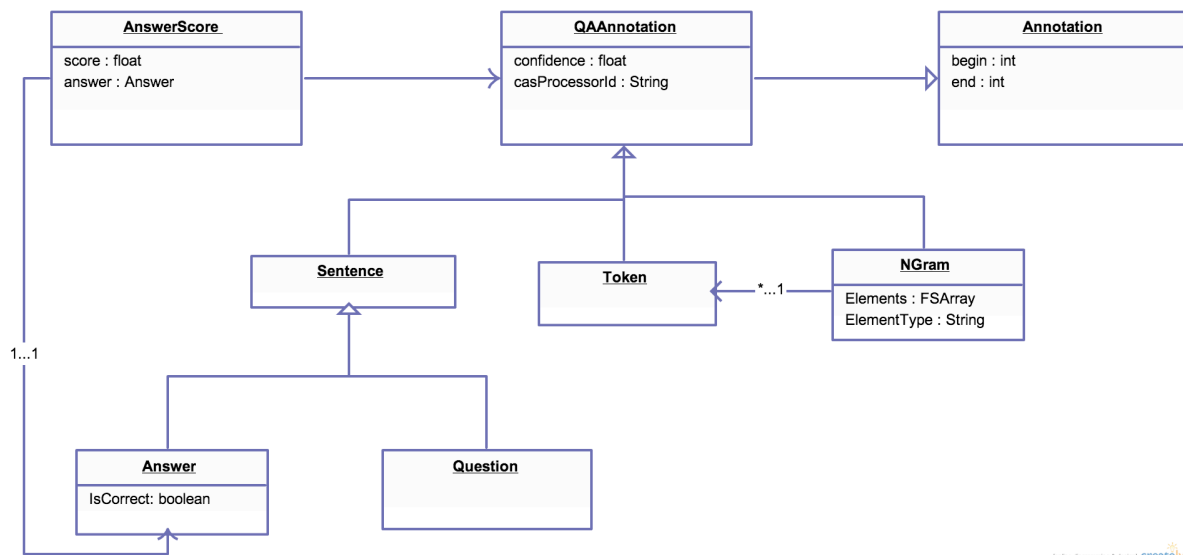 AnswerScore
score : float
answer : Answer
QAAnnotation
confidence : float
casProcessorId : String
Annotation
begin : int
end : int
Sentence
Token
NGram
Elements : FSArray
ElementType : String
*...1
1...1
Answer
IsCorrect: boolean
Question